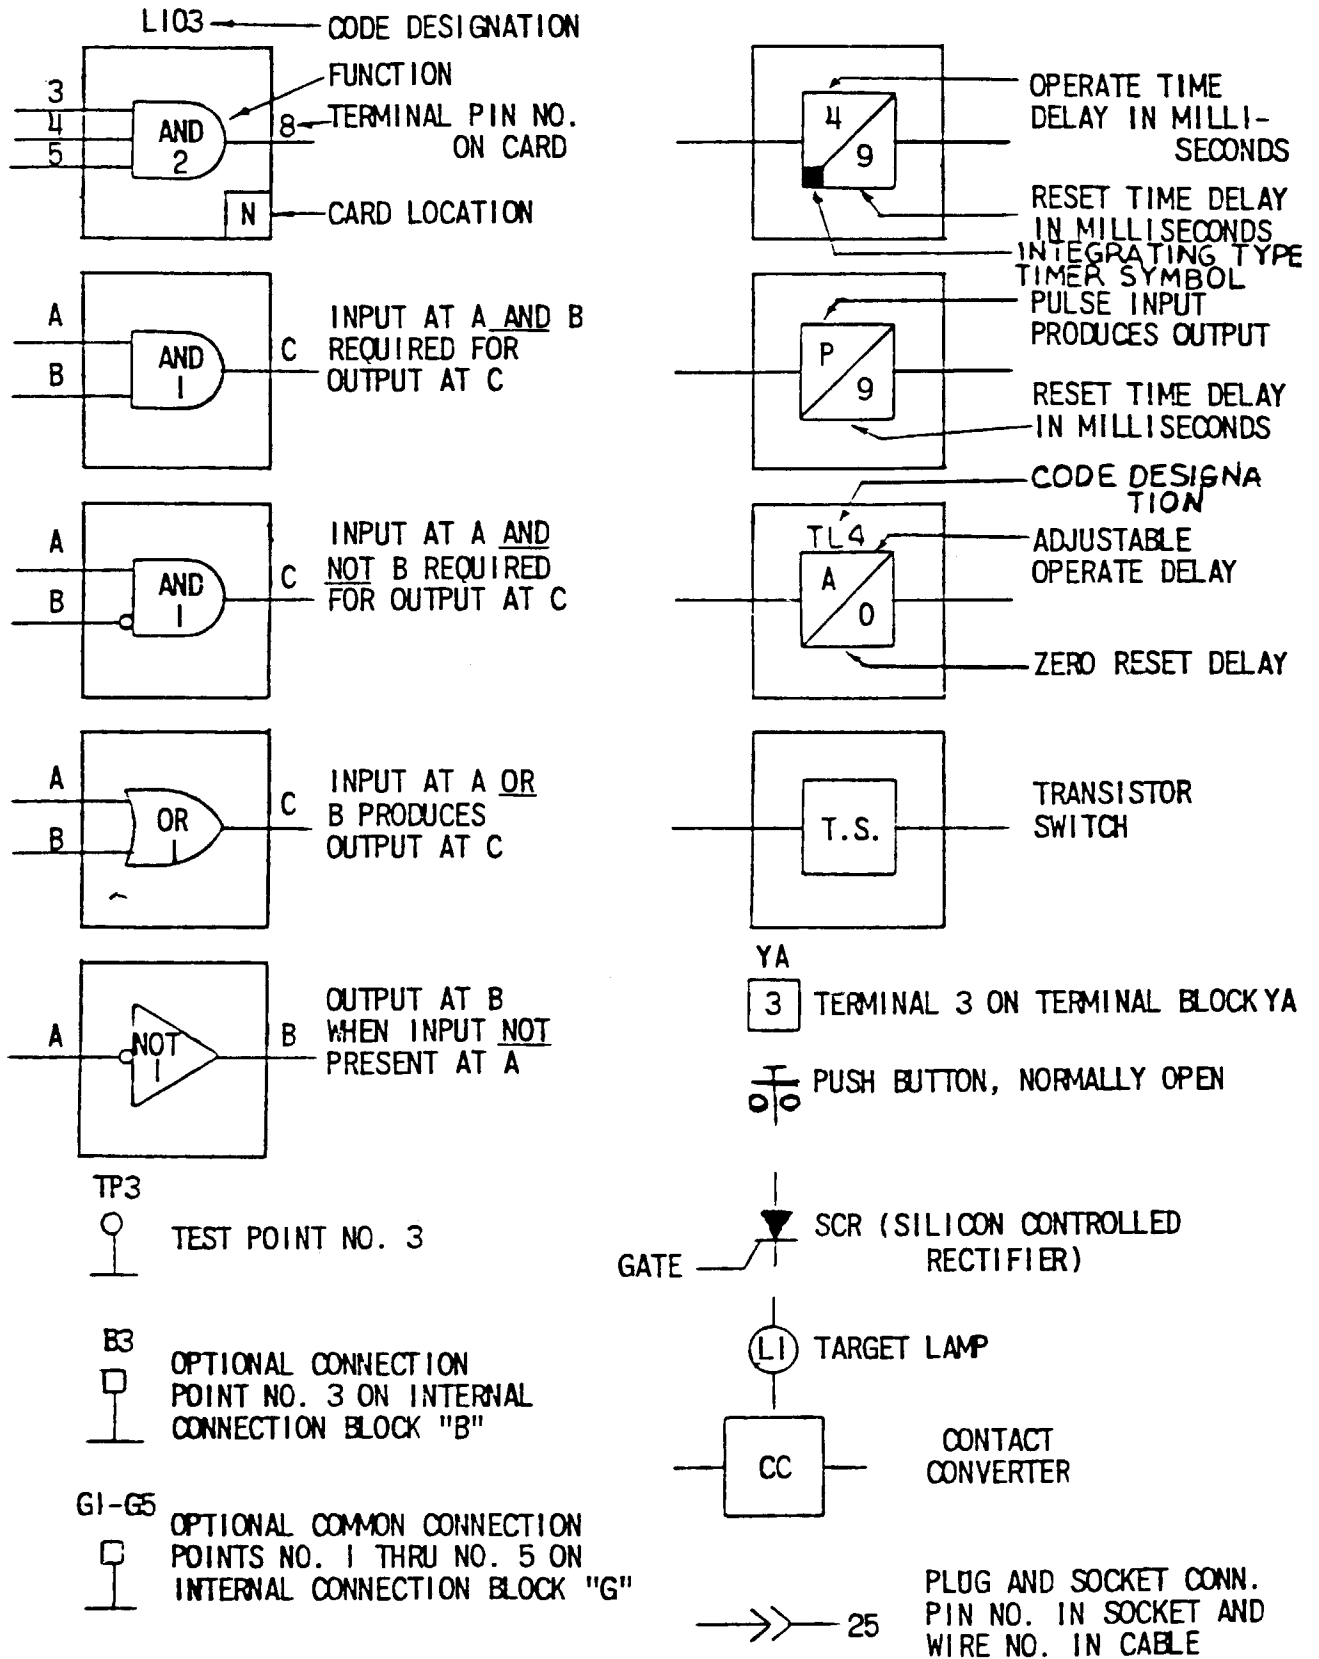 L103
CODE DESIGNATION
FUNCTION
3
4
5
AND
2
8
TERMINAL PIN NO.
ON CARD
N
CARD LOCATION
A
B
AND
1
C
INPUT AT A AND B
REQUIRED FOR
OUTPUT AT C
A
B
AND
1
C
INPUT AT A AND
NOT B REQUIRED
FOR OUTPUT AT C
A
B
OR
1
C
INPUT AT A OR
B PRODUCES
OUTPUT AT C
A
NOT
1
B
OUTPUT AT B
WHEN INPUT NOT
PRESENT AT A
TP3
TEST POINT NO. 3
B3
OPTIONAL CONNECTION
POINT NO. 3 ON INTERNAL
CONNECTION BLOCK "B"
G1-G5
OPTIONAL COMMON CONNECTION
POINTS NO. 1 THRU NO. 5 ON
INTERNAL CONNECTION BLOCK "G"
4
9
OPERATE TIME
DELAY IN MILLI-
SECONDS
RESET TIME DELAY
IN MILLISECONDS
INTEGRATING TYPE
TIMER SYMBOL
P
9
PULSE INPUT
PRODUCES OUTPUT
RESET TIME DELAY
IN MILLISECONDS
CODE DESIGNA
TION
TL4
A
0
ADJUSTABLE
OPERATE DELAY
ZERO RESET DELAY
T.S.
TRANSISTOR
SWITCH
YA
3
TERMINAL 3 ON TERMINAL BLOCK YA
PUSH BUTTON, NORMALLY OPEN
GATE
SCR (SILICON CONTROLLED
RECTIFIER)
L1
TARGET LAMP
CC
CONTACT
CONVERTER
25
PLUG AND SOCKET CONN.
PIN NO. IN SOCKET AND
WIRE NO. IN CABLE